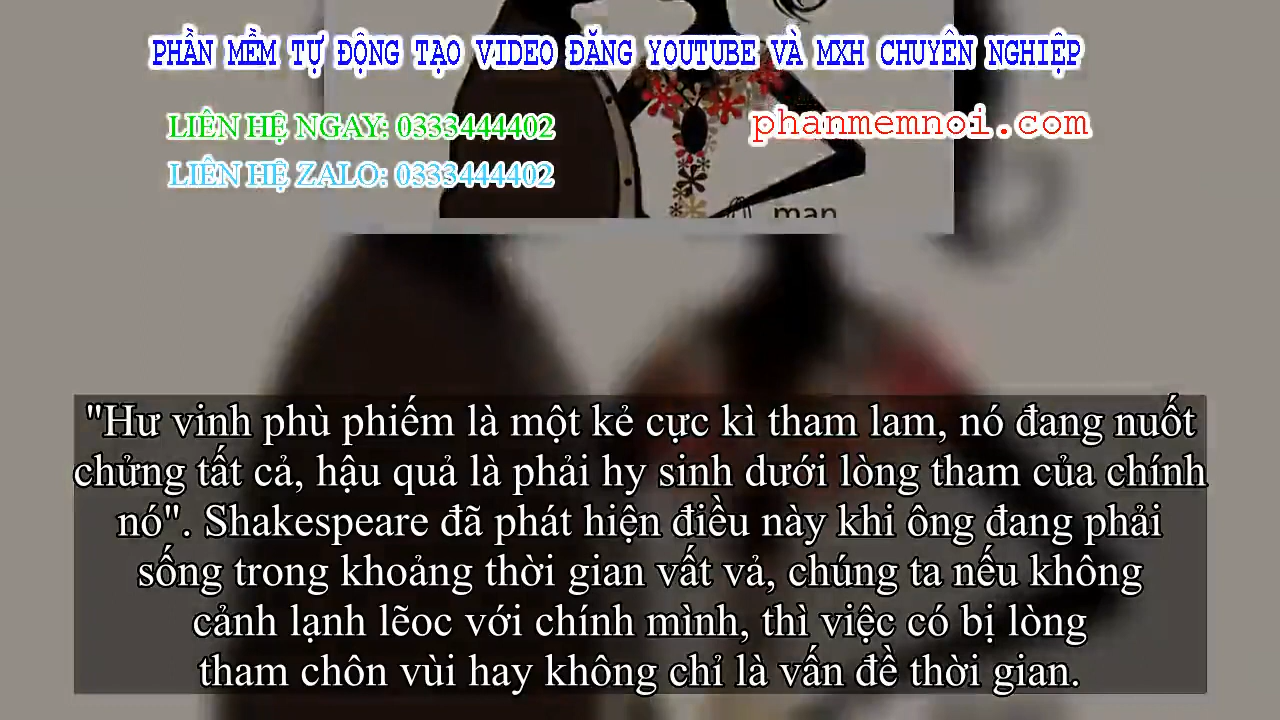 PHẦN MỀM TỰ ĐỘNG TẠO VIDEO ĐĂNG YOUTUBE VÀ MXH CHUYÊN NGHIỆP
LIÊN HỆ NGAY: 0333444402
phanmemnoi.com
LIÊN HỆ ZALO: 0333444402
man
"Hư vinh phù phiếm là một kẻ cực kì tham lam, nó đang nuốt
chửng tất cả, hậu quả là phải hy sinh dưới lòng tham của chính
nó". Shakespeare đã phát hiện điều này khi ông đang phải
sống trong khoảng thời gian vất vả, chúng ta nếu không
cảnh lạnh lẽoc với chính mình, thì việc có bị lòng
tham chôn vùi hay không chỉ là vấn đề thời gian.